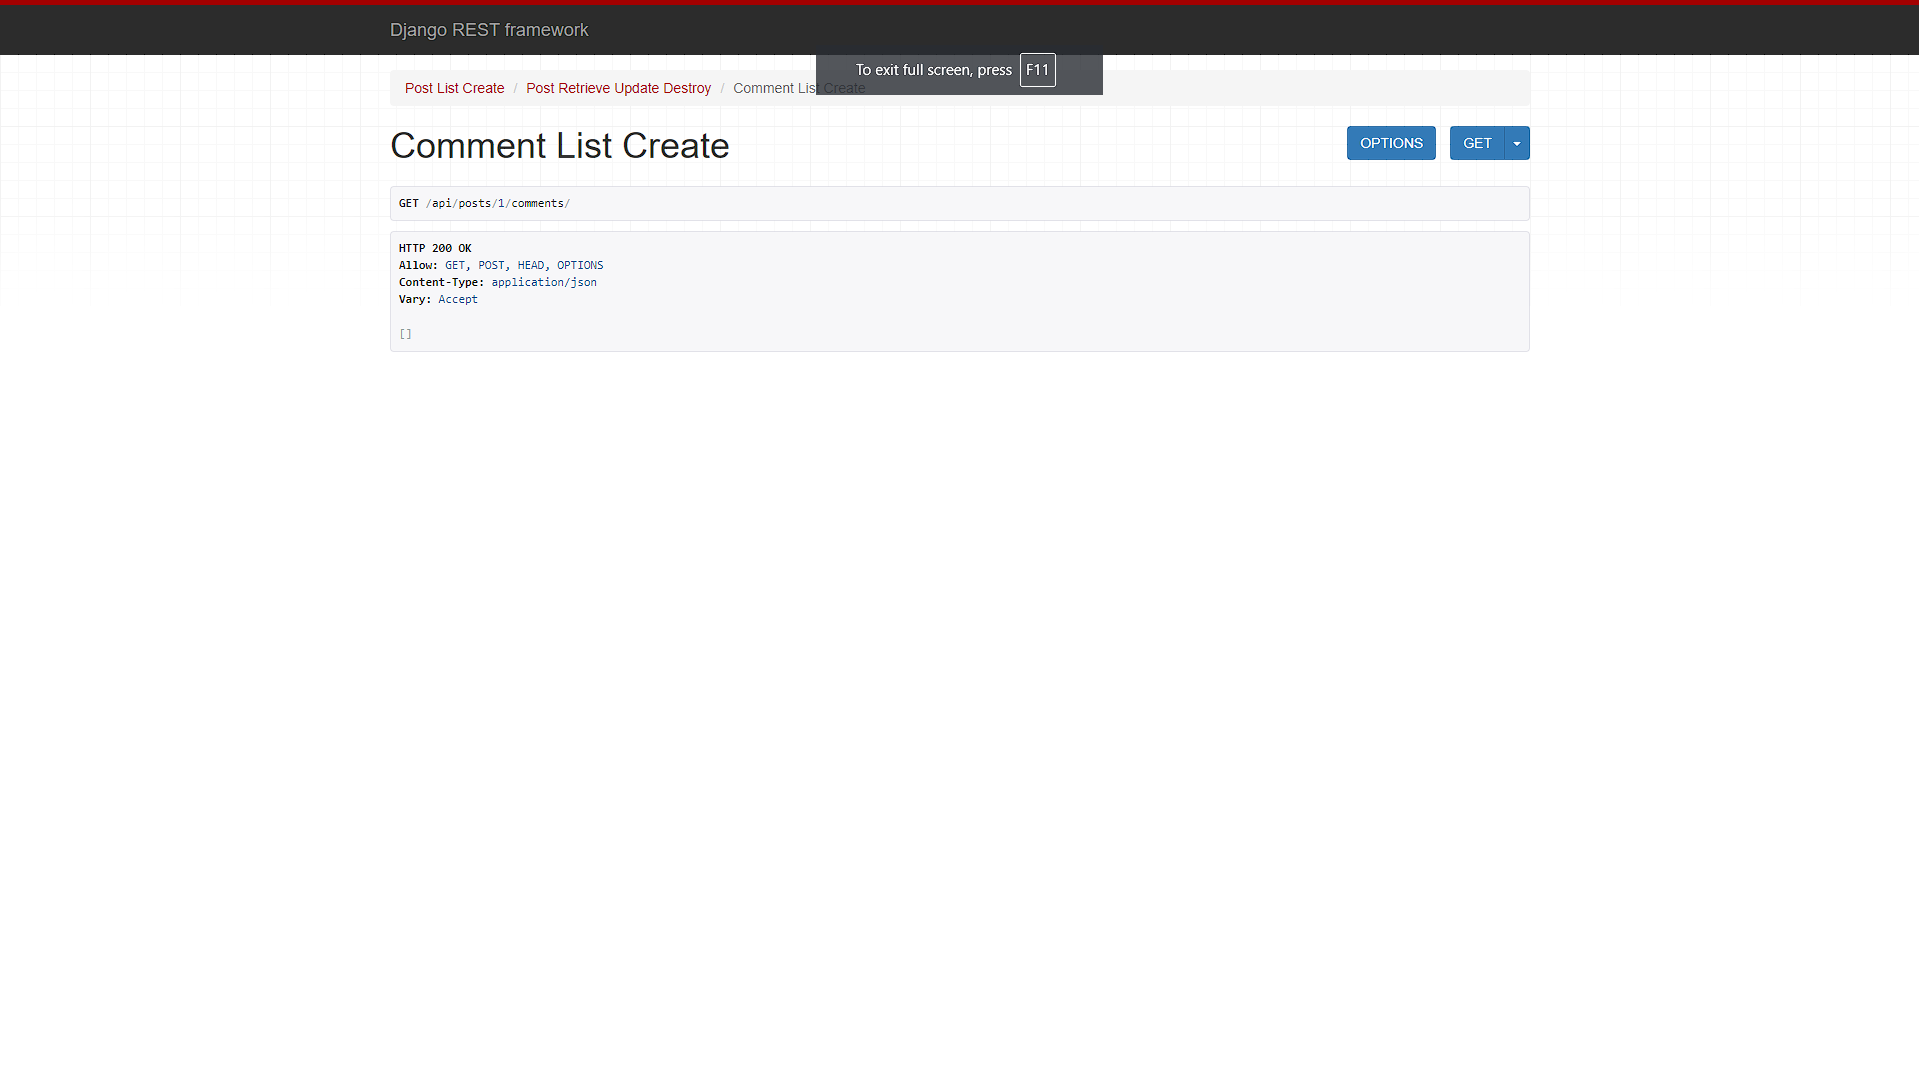 Django REST framework
To exit full screen, press F11
Post List Create / Post Retrieve Update Destroy / Comment List Create
Comment List Create
OPTIONS
GET
GET /api/posts/1/comments/
HTTP 200 OK
Allow: GET, POST, HEAD, OPTIONS
Content-Type: application/json
Vary: Accept
[]